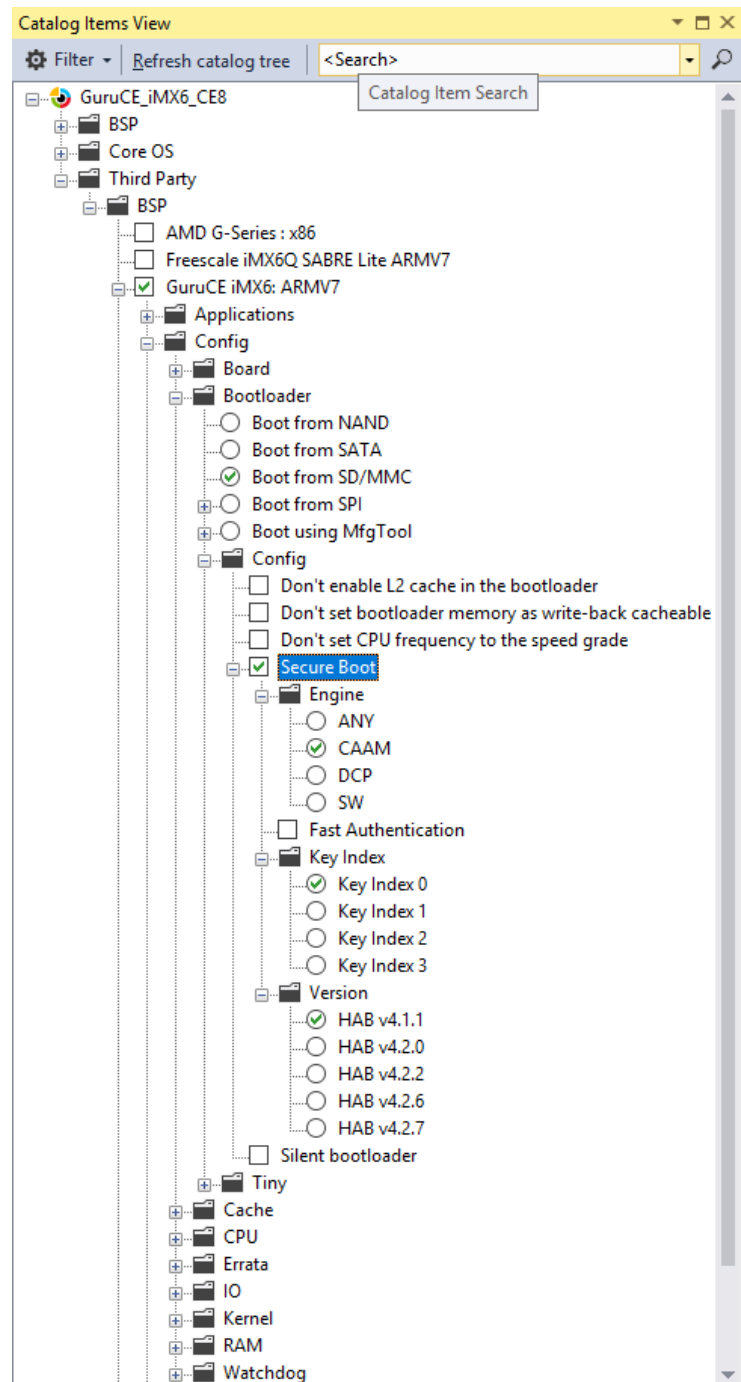 Catalog Items View
Filter Refresh catalog tree <Search>
Catalog Item Search
GuruCE_iMX6_CE8
BSP
Core OS
Third Party
BSP
AMD G-Series : x86
Freescale iMX6Q SABRE Lite ARMV7
GuruCE iMX6: ARMV7
Applications
Config
Board
Bootloader
Boot from NAND
Boot from SATA
Boot from SD/MMC
Boot from SPI
Boot using MfgTool
Config
Don't enable L2 cache in the bootloader
Don't set bootloader memory as write-back cacheable
Don't set CPU frequency to the speed grade
Secure Boot
Engine
ANY
CAAM
DCP
SW
Fast Authentication
Key Index
Key Index 0
Key Index 1
Key Index 2
Key Index 3
Version
HAB v4.1.1
HAB v4.2.0
HAB v4.2.2
HAB v4.2.6
HAB v4.2.7
Silent bootloader
Tiny
Cache
CPU
Errata
IO
Kernel
RAM
Watchdog